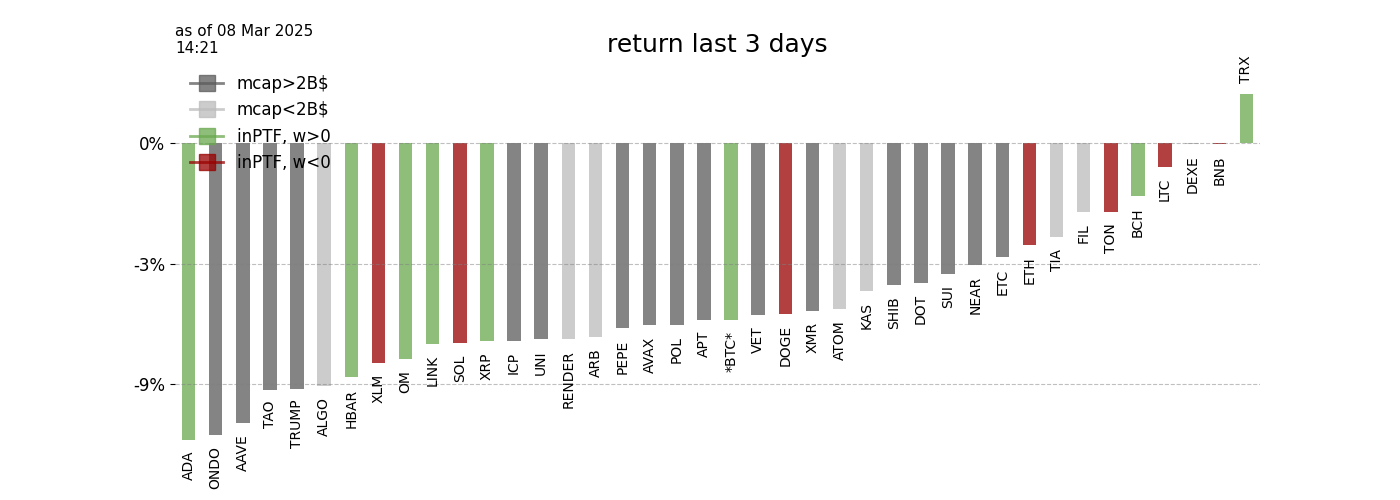 as of 08 Mar 2025
14:21
return last 3 days
mcap>2B$
mcap<2B$
inPTF, w>0
inPTF, w<0
0%
-3%
-9%
ADA
ONDO
AAVE
TAO
TRUMP
ALGO
HBAR
XLM
OM
LINK
SOL
XRP
ICP
UNI
RENDER
ARB
PEPE
AVAX
POL
APT
*BTC*
VET
DOGE
XMR
ATOM
KAS
SHIB
DOT
SUI
NEAR
ETC
ETH
TIA
FIL
TON
BCH
LTC
DEXE
BNB
TRX